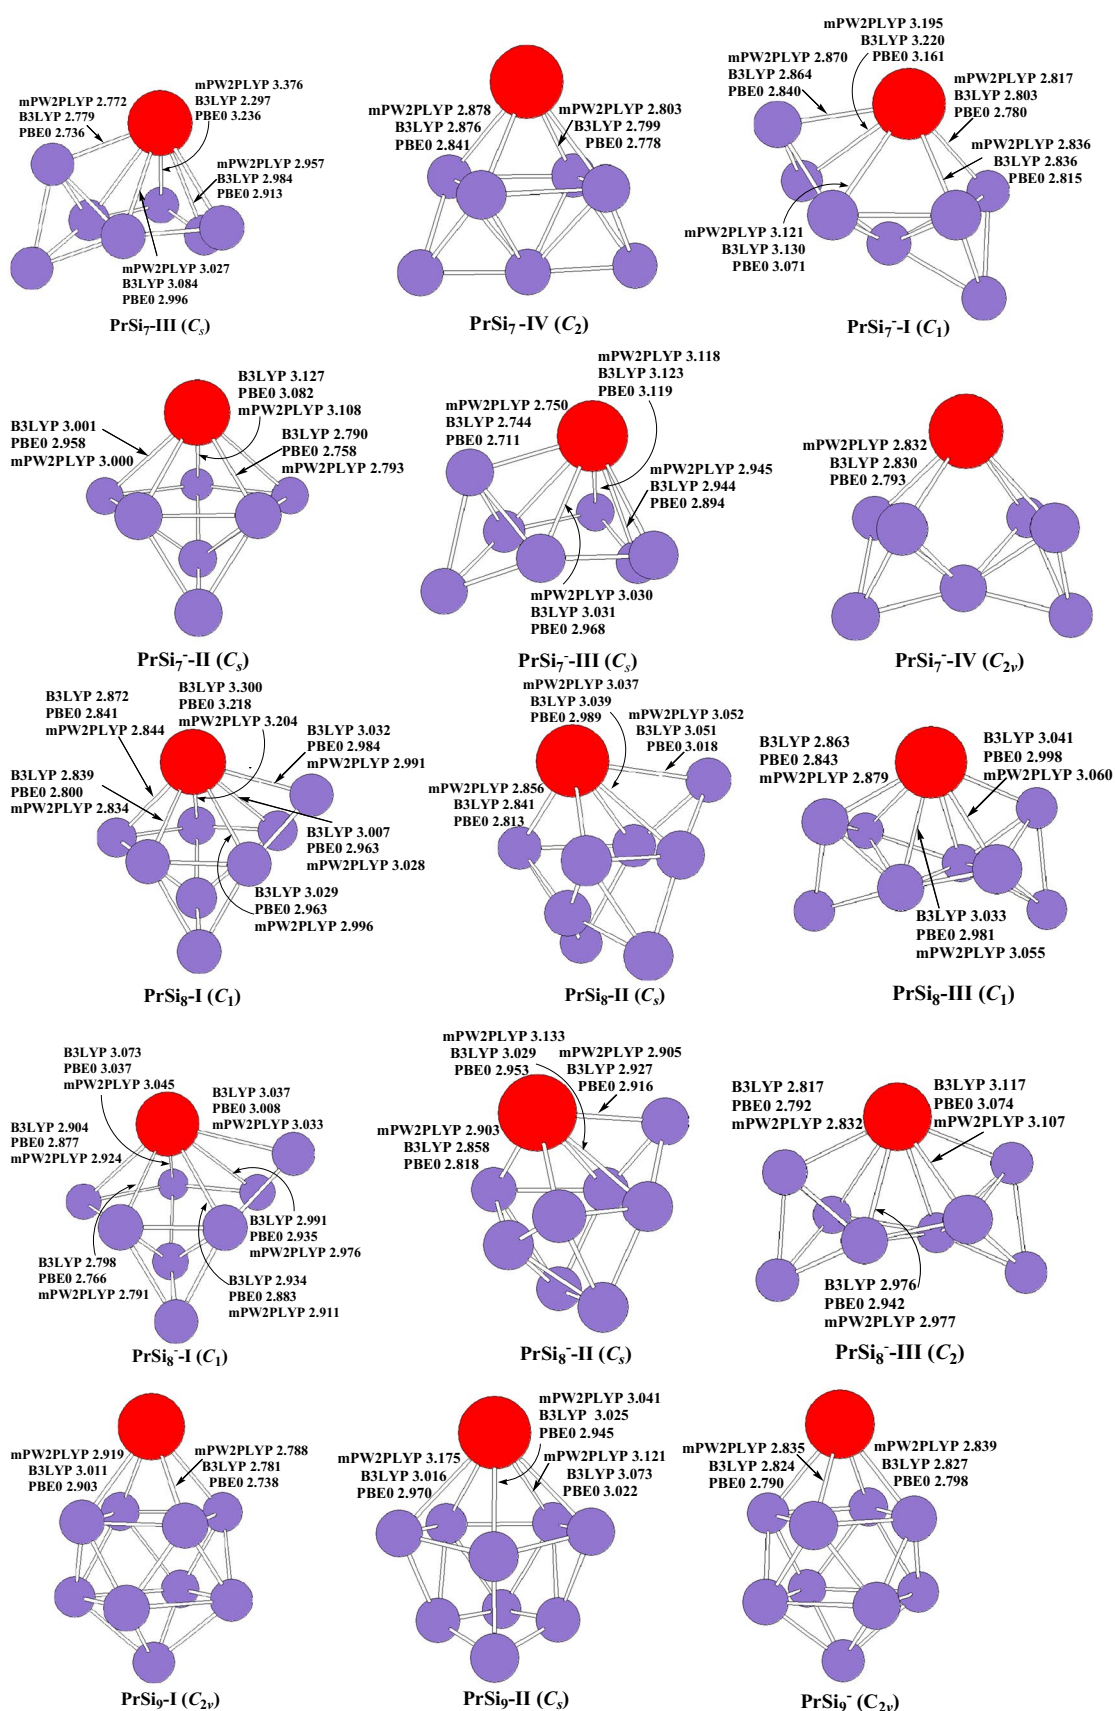 mPW2PLYP 2.772
B3LYP 2.779
PBE0 2.736
mPW2PLYP 3.376
B3LYP 2.297
PBE0 3.236
mPW2PLYP 2.957
B3LYP 2.984
PBE0 2.913
mPW2PLYP 3.027
B3LYP 3.084
PBE0 2.996
PrSi₇-III (Cₛ)
mPW2PLYP 2.878
B3LYP 2.876
PBE0 2.841
mPW2PLYP 2.803
B3LYP 2.799
PBE0 2.778
PrSi₇-IV (C₂)
mPW2PLYP 3.195
B3LYP 3.220
PBE0 3.161
mPW2PLYP 2.870
B3LYP 2.864
PBE0 2.840
mPW2PLYP 2.817
B3LYP 2.803
PBE0 2.780
mPW2PLYP 2.836
B3LYP 2.836
PBE0 2.815
mPW2PLYP 3.121
B3LYP 3.130
PBE0 3.071
PrSi₇⁻-I (C₁)
B3LYP 3.127
PBE0 3.082
mPW2PLYP 3.108
B3LYP 3.001
PBE0 2.958
mPW2PLYP 3.000
B3LYP 2.790
PBE0 2.758
mPW2PLYP 2.793
PrSi₇⁻-II (Cₛ)
mPW2PLYP 3.118
B3LYP 3.123
PBE0 3.119
mPW2PLYP 2.750
B3LYP 2.744
PBE0 2.711
mPW2PLYP 2.945
B3LYP 2.944
PBE0 2.894
mPW2PLYP 3.030
B3LYP 3.031
PBE0 2.968
PrSi₇⁻-III (Cₛ)
mPW2PLYP 2.832
B3LYP 2.830
PBE0 2.793
PrSi₇⁻-IV (C₂ᵥ)
B3LYP 2.872
PBE0 2.841
mPW2PLYP 2.844
B3LYP 3.300
PBE0 3.218
mPW2PLYP 3.204
B3LYP 3.032
PBE0 2.984
mPW2PLYP 2.991
B3LYP 2.839
PBE0 2.800
mPW2PLYP 2.834
B3LYP 3.007
PBE0 2.963
mPW2PLYP 3.028
B3LYP 3.029
PBE0 2.963
mPW2PLYP 2.996
PrSi₈-I (C₁)
mPW2PLYP 3.037
B3LYP 3.039
PBE0 2.989
mPW2PLYP 3.052
B3LYP 3.051
PBE0 3.018
mPW2PLYP 2.856
B3LYP 2.841
PBE0 2.813
PrSi₈-II (Cₛ)
B3LYP 2.863
PBE0 2.843
mPW2PLYP 2.879
B3LYP 3.041
PBE0 2.998
mPW2PLYP 3.060
B3LYP 3.033
PBE0 2.981
mPW2PLYP 3.055
PrSi₈-III (C₁)
B3LYP 3.073
PBE0 3.037
mPW2PLYP 3.045
B3LYP 3.037
PBE0 3.008
mPW2PLYP 3.033
B3LYP 2.904
PBE0 2.877
mPW2PLYP 2.924
B3LYP 2.991
PBE0 2.935
mPW2PLYP 2.976
B3LYP 2.798
PBE0 2.766
mPW2PLYP 2.791
B3LYP 2.934
PBE0 2.883
mPW2PLYP 2.911
PrSi₈⁻-I (C₁)
mPW2PLYP 3.133
B3LYP 3.029
PBE0 2.953
mPW2PLYP 2.905
B3LYP 2.927
PBE0 2.916
mPW2PLYP 2.903
B3LYP 2.858
PBE0 2.818
PrSi₈⁻-II (Cₛ)
B3LYP 2.817
PBE0 2.792
mPW2PLYP 2.832
B3LYP 3.117
PBE0 3.074
mPW2PLYP 3.107
B3LYP 2.976
PBE0 2.942
mPW2PLYP 2.977
PrSi₈⁻-III (C₂)
mPW2PLYP 2.919
B3LYP 3.011
PBE0 2.903
mPW2PLYP 2.788
B3LYP 2.781
PBE0 2.738
PrSi₉-I (C₂ᵥ)
mPW2PLYP 3.041
B3LYP 3.025
PBE0 2.945
mPW2PLYP 3.175
B3LYP 3.016
PBE0 2.970
mPW2PLYP 3.121
B3LYP 3.073
PBE0 3.022
PrSi₉-II (Cₛ)
mPW2PLYP 2.835
B3LYP 2.824
PBE0 2.790
mPW2PLYP 2.839
B3LYP 2.827
PBE0 2.798
PrSi₉⁻ (C₂ᵥ)